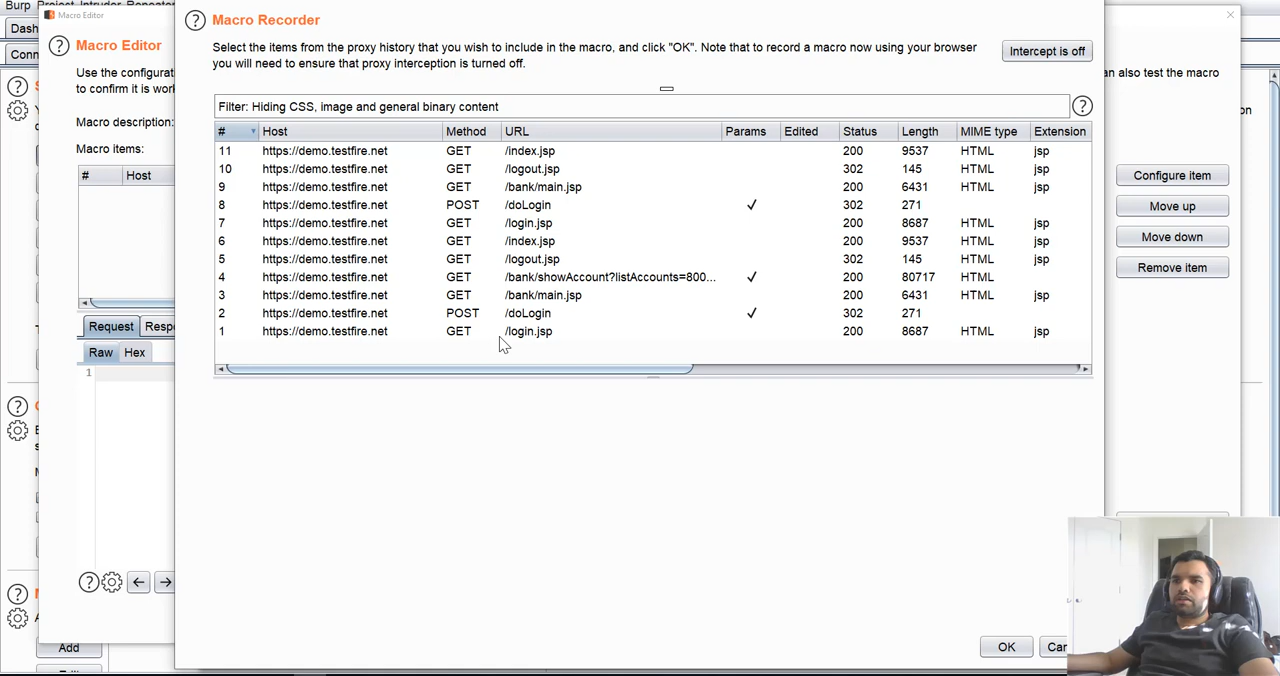 Burp Project Intruder Repeater
Macro Editor
Dash
Conn
Macro Editor
Use the configurat
to confirm it is work
Macro description:
Macro items:
# Host
Request Resp
Raw Hex
1
Add
Macro Recorder
Select the items from the proxy history that you wish to include in the macro, and click "OK". Note that to record a macro now using your browser
you will need to ensure that proxy interception is turned off.
Intercept is off
Filter: Hiding CSS, image and general binary content
# Host Method URL Params Edited Status Length MIME type Extension
11 https://demo.testfire.net GET /index.jsp 200 9537 HTML jsp
10 https://demo.testfire.net GET /logout.jsp 302 145 HTML jsp
9 https://demo.testfire.net GET /bank/main.jsp 200 6431 HTML jsp
8 https://demo.testfire.net POST /doLogin ✓ 302 271
7 https://demo.testfire.net GET /login.jsp 200 8687 HTML jsp
6 https://demo.testfire.net GET /index.jsp 200 9537 HTML jsp
5 https://demo.testfire.net GET /logout.jsp 302 145 HTML jsp
4 https://demo.testfire.net GET /bank/showAccount?listAccounts=800... ✓ 200 80717 HTML
3 https://demo.testfire.net GET /bank/main.jsp 200 6431 HTML jsp
2 https://demo.testfire.net POST /doLogin ✓ 302 271
1 https://demo.testfire.net GET /login.jsp 200 8687 HTML jsp
OK
Can
an also test the macro
on
Configure item
Move up
Move down
Remove item